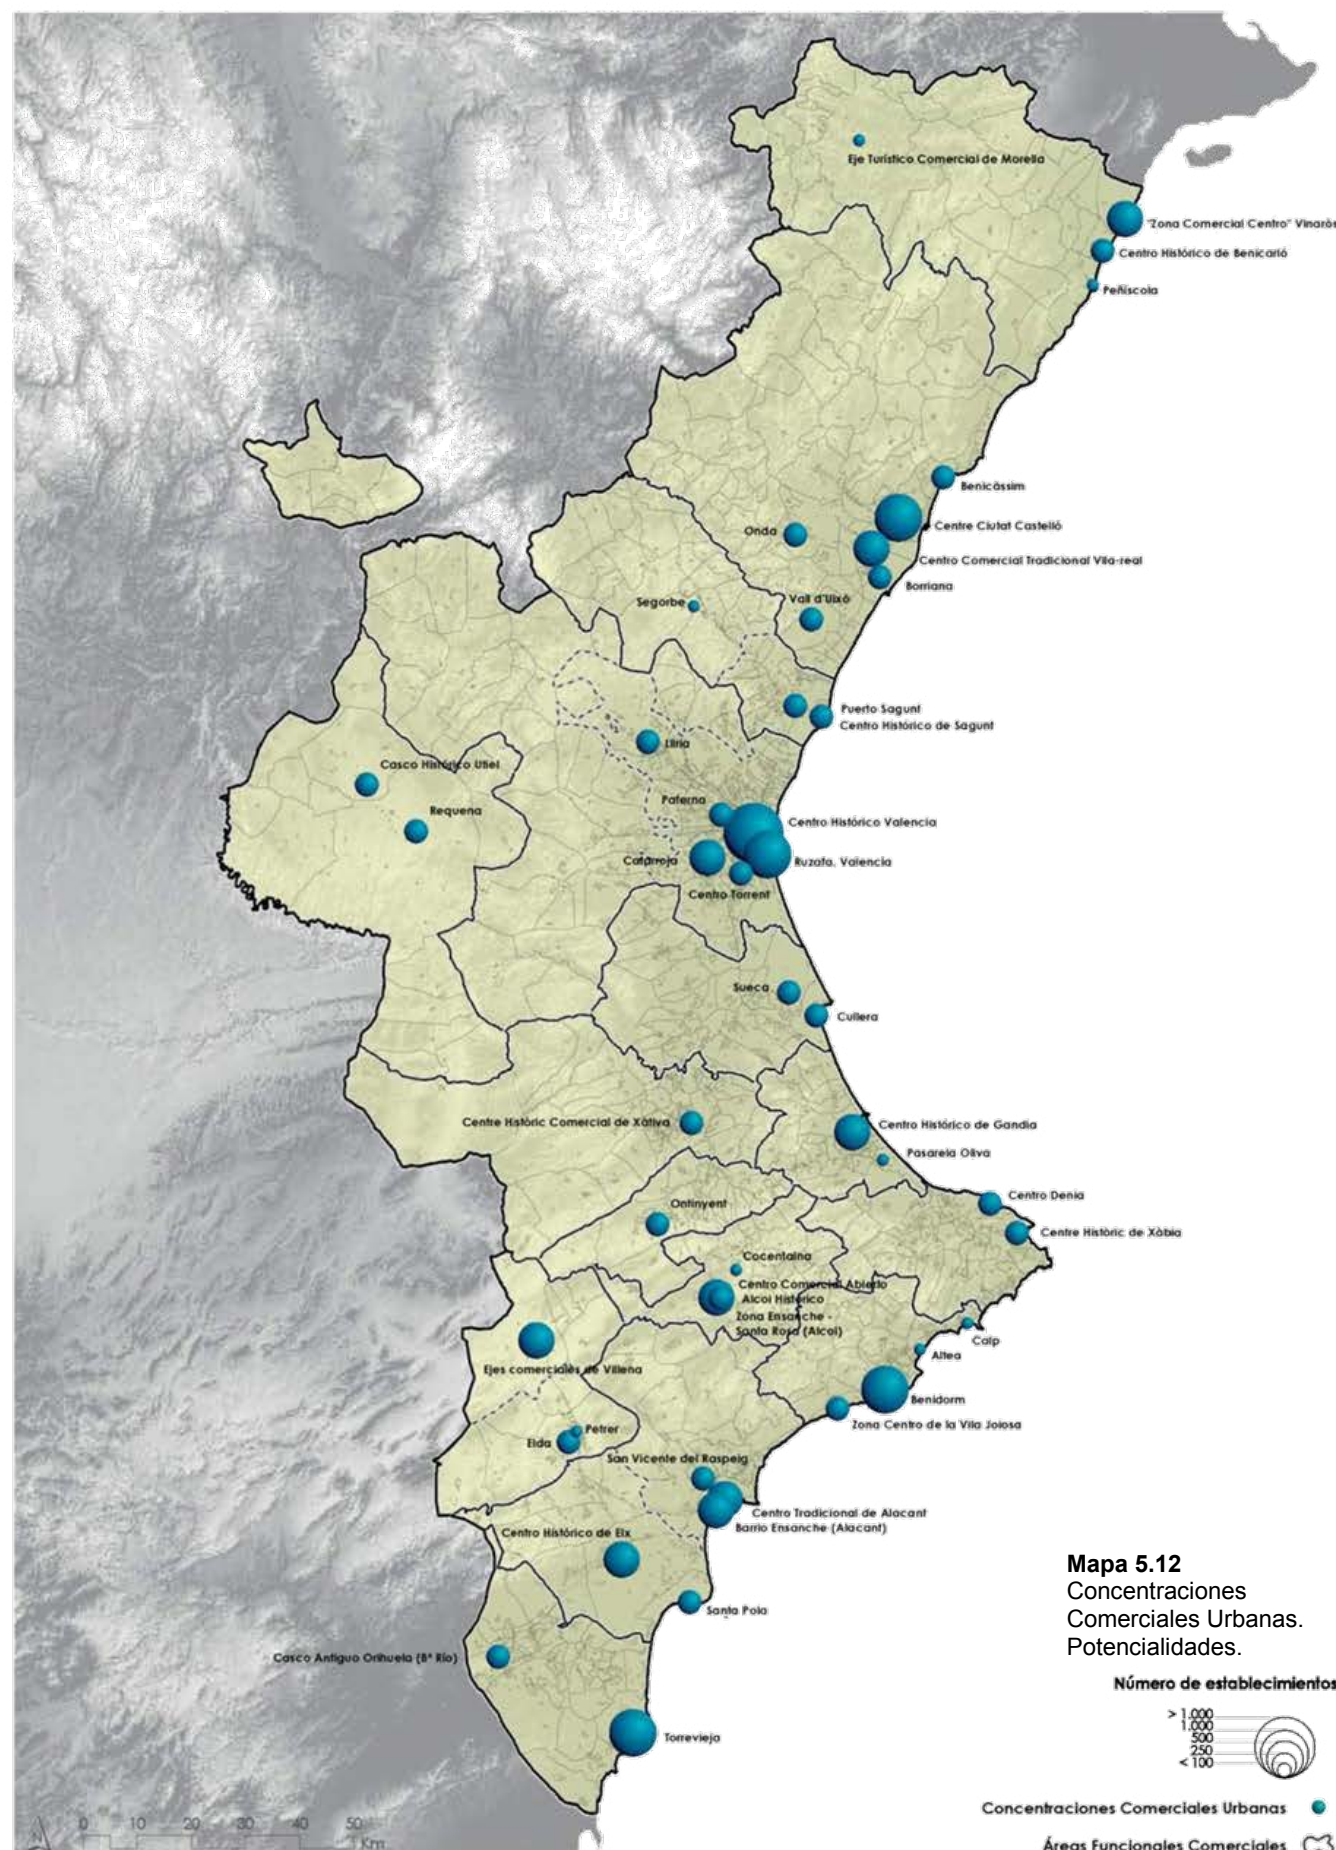 Eje Turístico Comercial de Morella
"Zona Comercial Centro" Vinaròs
Centro Histórico de Benicarló
Peñíscola
Benicàssim
Centre Ciutat Castelló
Onda
Centro Comercial Tradicional Vila-real
Borriana
Vall d'Uixó
Segorbe
Puerto Sagunt
Centro Histórico de Sagunt
Llíria
Casco Histórico Utiel
Requena
Paterna
Centro Histórico Valencia
Catarroja
Ruzafa. Valencia
Centro Torrent
Sueca
Cullera
Centre Històric Comercial de Xàtiva
Centro Histórico de Gandia
Pasarela Oliva
Centro Denia
Ontinyent
Centre Històric de Xàbia
Cocentaina
Centro Comercial Abierto
Alcoi Histórico
Zona Ensanche -
Santa Rosa (Alcoi)
Calp
Altea
Ejes comerciales de Villena
Benidorm
Zona Centro de la Vila Joiosa
Petrer
Elda
San Vicente del Raspeig
Centro Tradicional de Alacant
Barrio Ensanche (Alacant)
Centro Histórico de Elx
Santa Pola
Casco Antiguo Orihuela (Bº Río)
Torrevieja
Mapa 5.12
Concentraciones
Comerciales Urbanas.
Potencialidades.
Número de establecimientos
> 1.000
1.000
500
250
< 100
Concentraciones Comerciales Urbanas
Áreas Funcionales Comerciales
N
0 10 20 30 40 50
Km